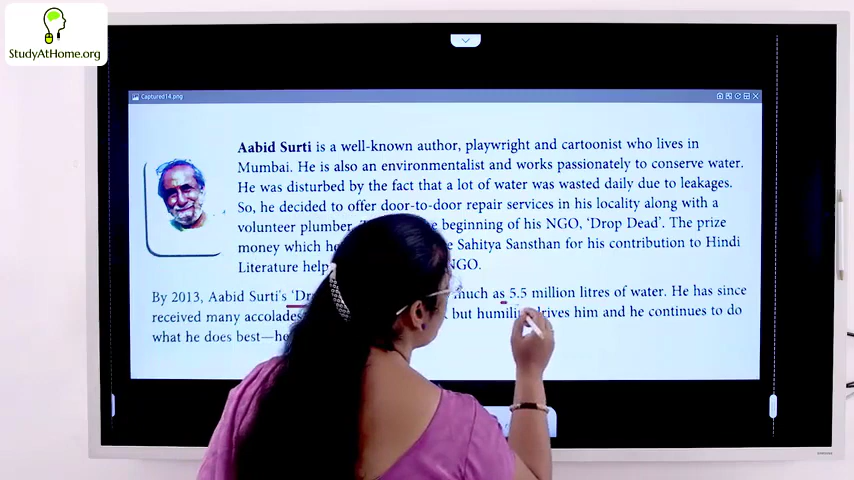 StudyAtHome.org
Captured14.png
Aabid Surti is a well-known author, playwright and cartoonist who lives in
Mumbai. He is also an environmentalist and works passionately to conserve water.
He was disturbed by the fact that a lot of water was wasted daily due to leakages.
So, he decided to offer door-to-door repair services in his locality along with a
volunteer plumber. beginning of his NGO, ‘Drop Dead’. The prize
money which Sahitya Sansthan for his contribution to Hindi
Literature NGO.
By 2013, Aabid Surti's much as 5.5 million litres of water. He has since
received many accolades but drives him and he continues to do
what he does best—